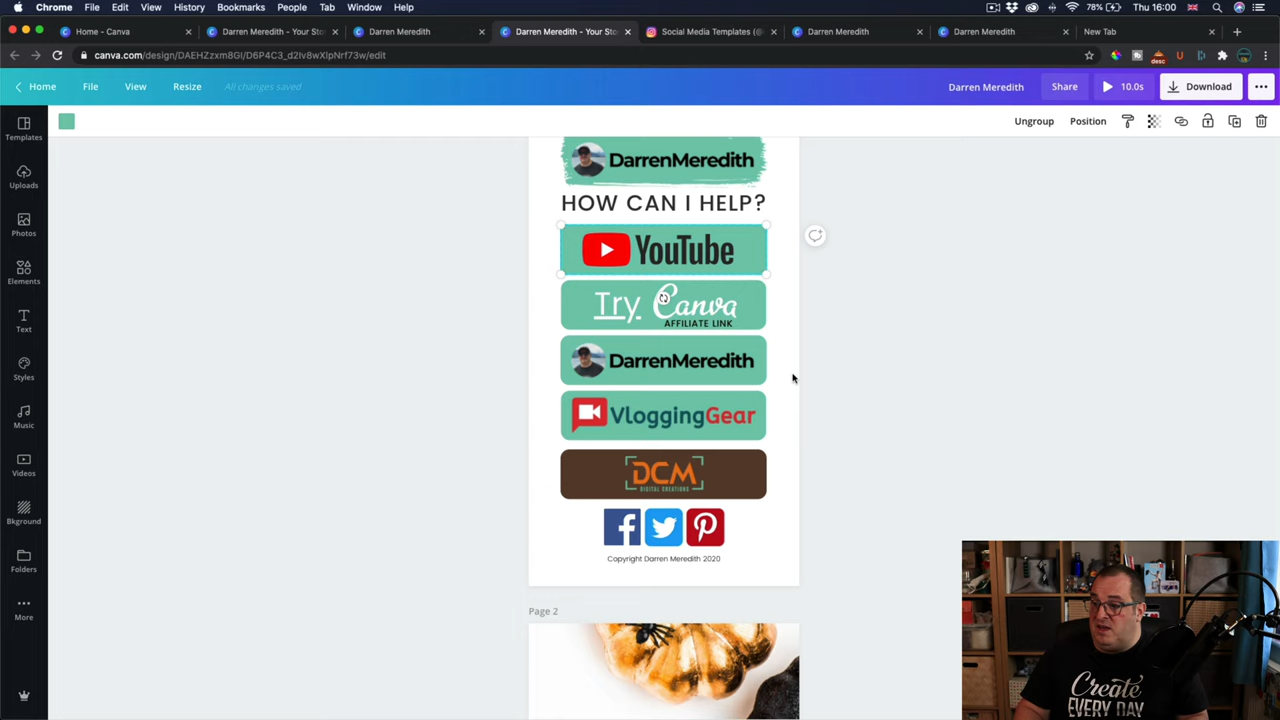 Chrome File Edit View History Bookmarks People Tab Window Help 78% Thu 16:00
Home - Canva Darren Meredith - Your Sto Darren Meredith Darren Meredith - Your Sto Social Media Templates (@ Darren Meredith Darren Meredith New Tab
canva.com/design/DAEHZzxm8GI/D6P4C3_d2Iv8wXlpNrf73w/edit
desc
Home File View Resize All changes saved Darren Meredith Share 10.0s Download
Ungroup Position
Templates
Uploads
Photos
Elements
Text
Styles
Music
Videos
Bkground
Folders
More
DarrenMeredith
HOW CAN I HELP?
YouTube
Try Canva
AFFILIATE LINK
DarrenMeredith
VloggingGear
DCM
DIGITAL CREATIONS
Copyright Darren Meredith 2020
Page 2
Create
EVERY DAY